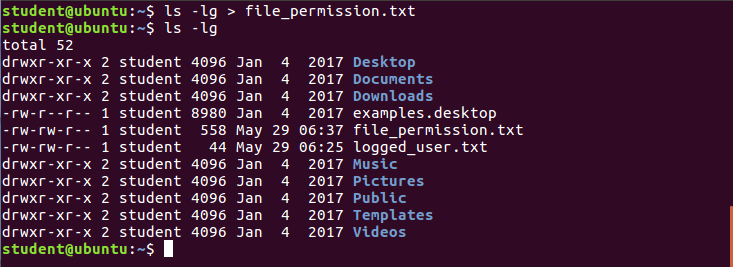 student@ubuntu:~$ ls -lg > file_permission.txt
student@ubuntu:~$ ls -lg
total 52
drwxr-xr-x 2 student 4096 Jan  4  2017 Desktop
drwxr-xr-x 2 student 4096 Jan  4  2017 Documents
drwxr-xr-x 2 student 4096 Jan  4  2017 Downloads
-rw-r--r-- 1 student 8980 Jan  4  2017 examples.desktop
-rw-rw-r-- 1 student  558 May 29 06:37 file_permission.txt
-rw-rw-r-- 1 student   44 May 29 06:25 logged_user.txt
drwxr-xr-x 2 student 4096 Jan  4  2017 Music
drwxr-xr-x 2 student 4096 Jan  4  2017 Pictures
drwxr-xr-x 2 student 4096 Jan  4  2017 Public
drwxr-xr-x 2 student 4096 Jan  4  2017 Templates
drwxr-xr-x 2 student 4096 Jan  4  2017 Videos
student@ubuntu:~$